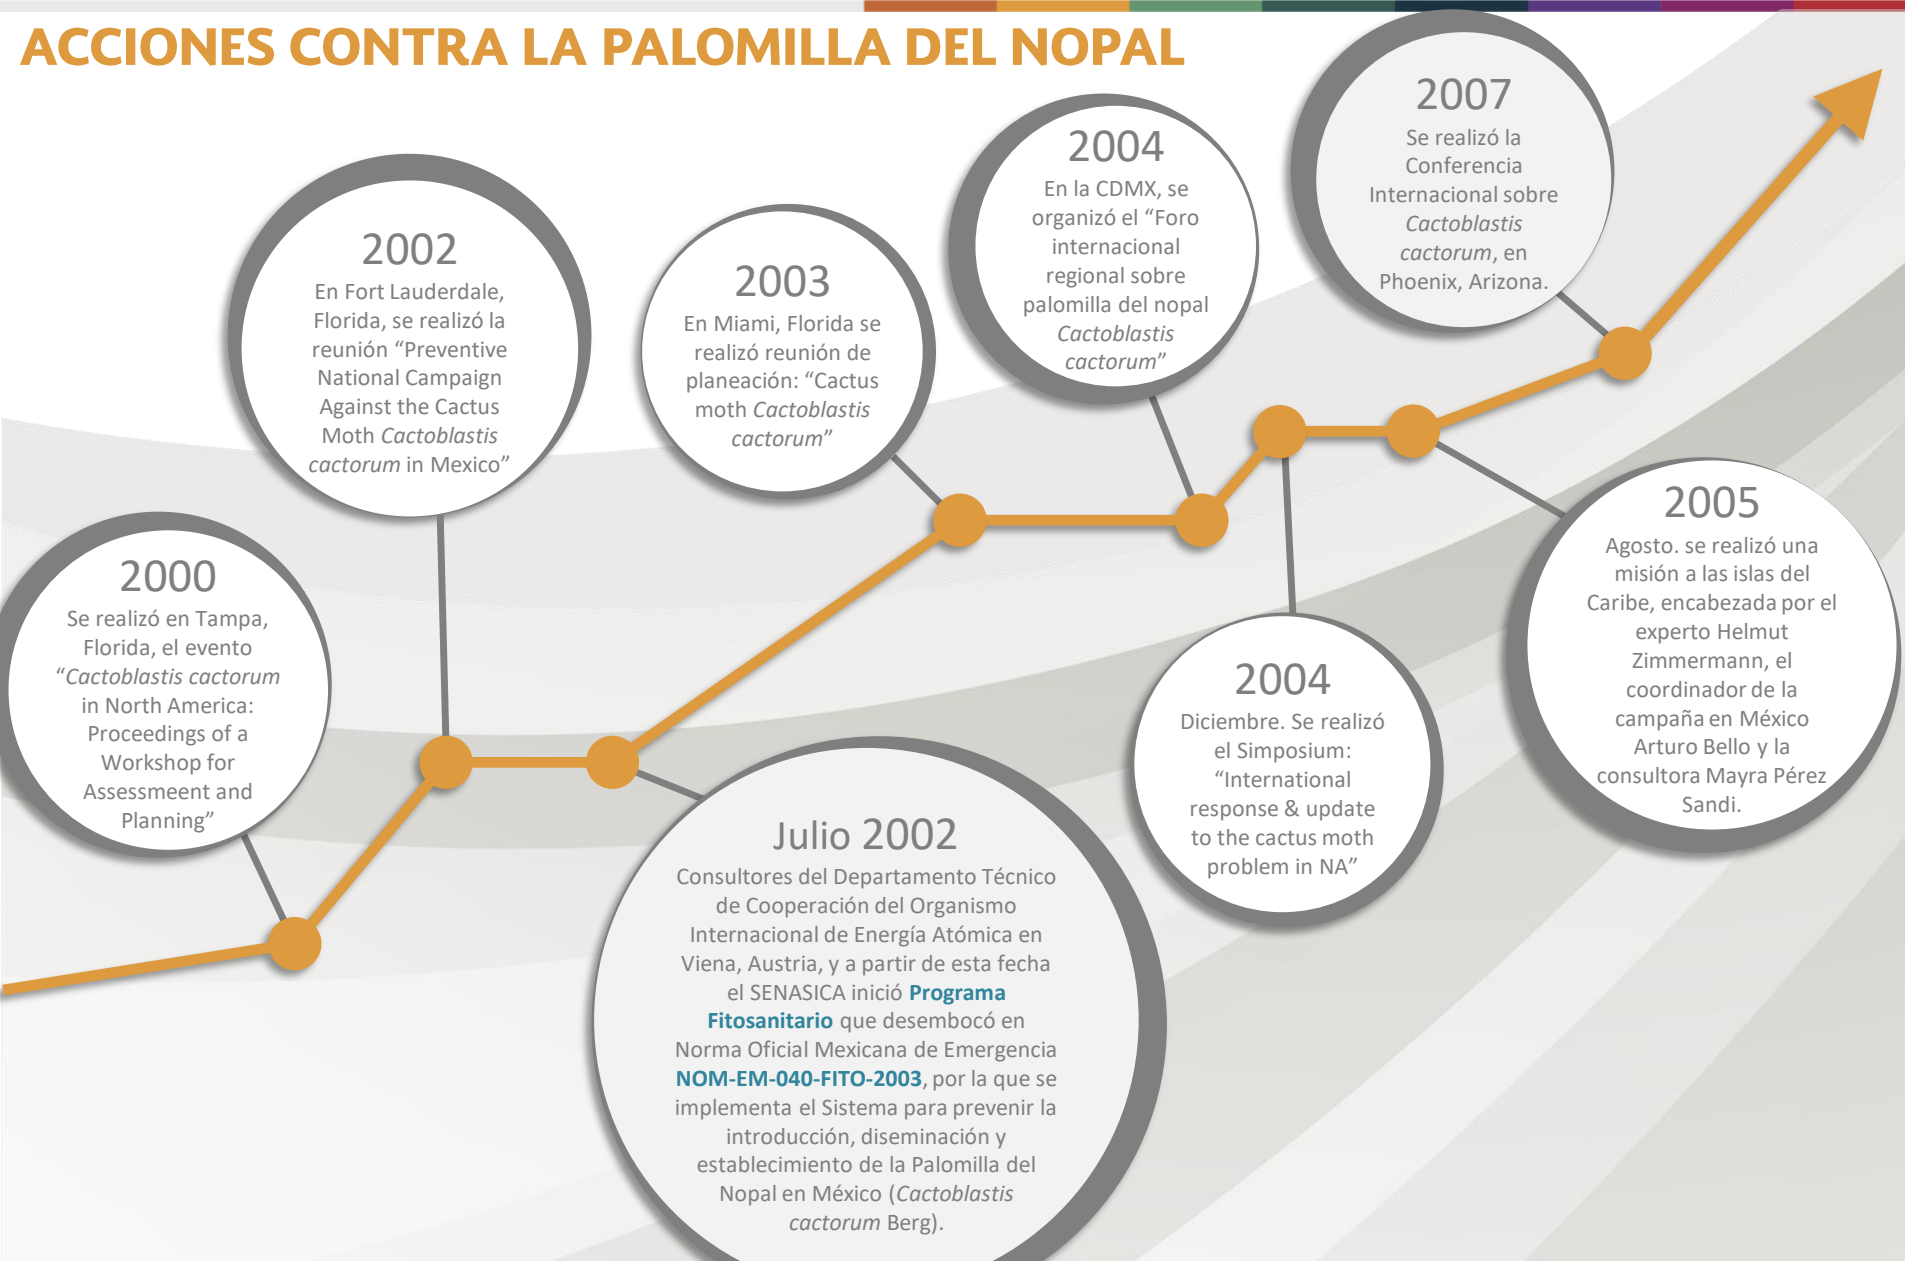 ACCIONES CONTRA LA PALOMILLA DEL NOPAL
2000
Se realizó en Tampa,
Florida, el evento
“Cactoblastis cactorum
in North America:
Proceedings of a
Workshop for
Assessmeent and
Planning”
2002
En Fort Lauderdale,
Florida, se realizó la
reunión “Preventive
National Campaign
Against the Cactus
Moth Cactoblastis
cactorum in Mexico”
Julio 2002
Consultores del Departamento Técnico
de Cooperación del Organismo
Internacional de Energía Atómica en
Viena, Austria, y a partir de esta fecha
el SENASICA inició Programa
Fitosanitario que desembocó en
Norma Oficial Mexicana de Emergencia
NOM-EM-040-FITO-2003, por la que se
implementa el Sistema para prevenir la
introducción, diseminación y
establecimiento de la Palomilla del
Nopal en México (Cactoblastis
cactorum Berg).
2003
En Miami, Florida se
realizó reunión de
planeación: “Cactus
moth Cactoblastis
cactorum”
2004
En la CDMX, se
organizó el “Foro
internacional
regional sobre
palomilla del nopal
Cactoblastis
cactorum”
2004
Diciembre. Se realizó
el Simposium:
“International
response & update
to the cactus moth
problem in NA”
2005
Agosto. se realizó una
misión a las islas del
Caribe, encabezada por el
experto Helmut
Zimmermann, el
coordinador de la
campaña en México
Arturo Bello y la
consultora Mayra Pérez
Sandi.
2007
Se realizó la
Conferencia
Internacional sobre
Cactoblastis
cactorum, en
Phoenix, Arizona.